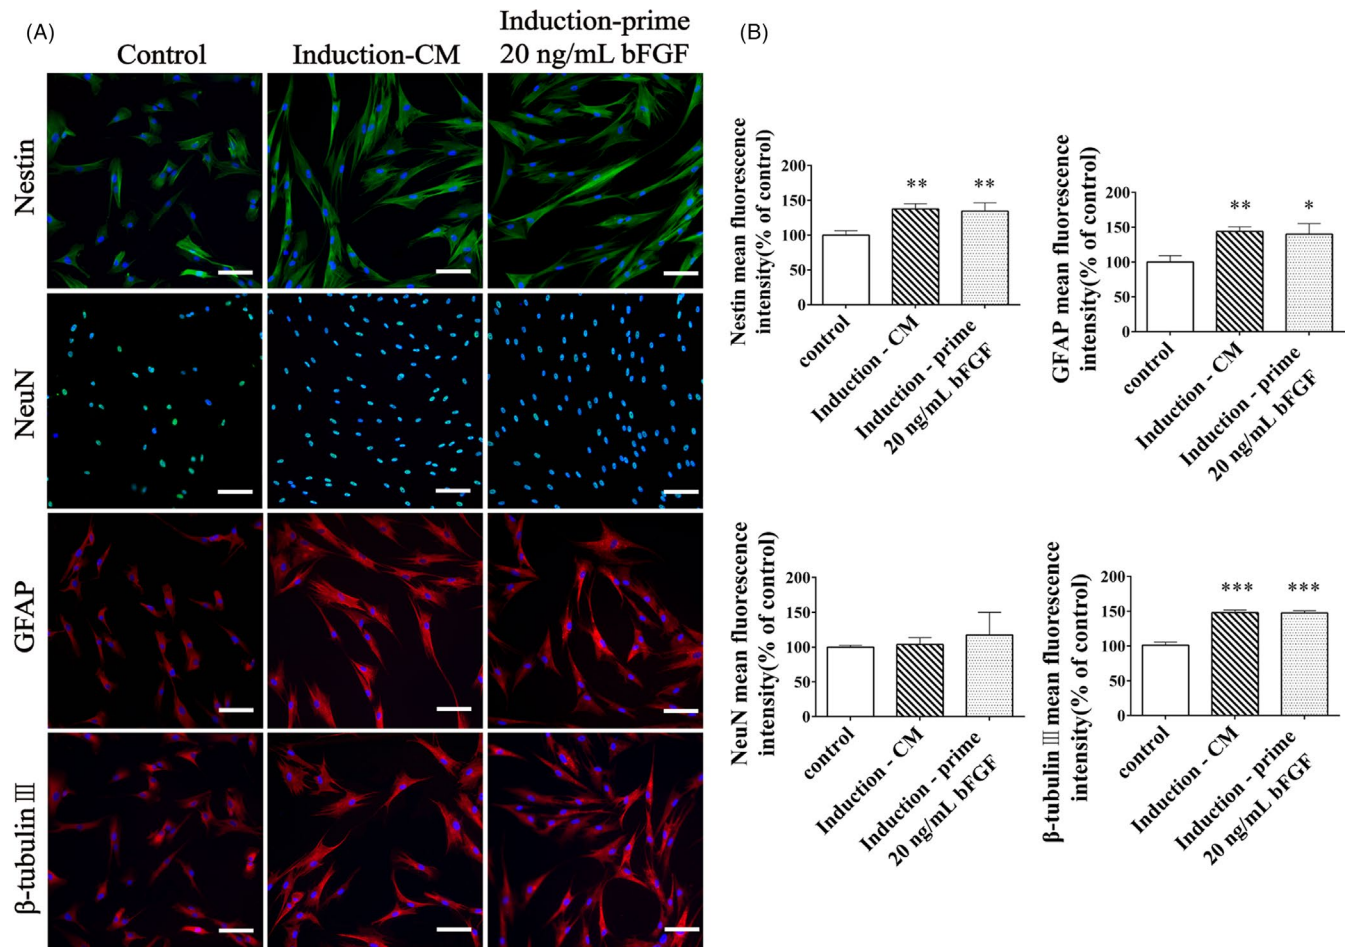 (A)
Control
Induction-CM
Induction-prime
20 ng/mL bFGF
Nestin
NeuN
GFAP
β-tubulin Ⅲ
(B)
Nestin mean fluorescence
intensity(% of control)
200
150
100
50
0
**
**
control
Induction - CM
Induction - prime
20 ng/mL bFGF
GFAP mean fluorescence
intensity(% of control)
200
150
100
50
0
**
*
control
Induction - CM
Induction - prime
20 ng/mL bFGF
NeuN mean fluorescence
intensity(% of control)
200
150
100
50
0
control
Induction - CM
Induction - prime
20 ng/mL bFGF
β-tubulin Ⅲ mean fluorescence
intensity(% of control)
200
150
100
50
0
***
***
control
Induction - CM
Induction - prime
20 ng/mL bFGF